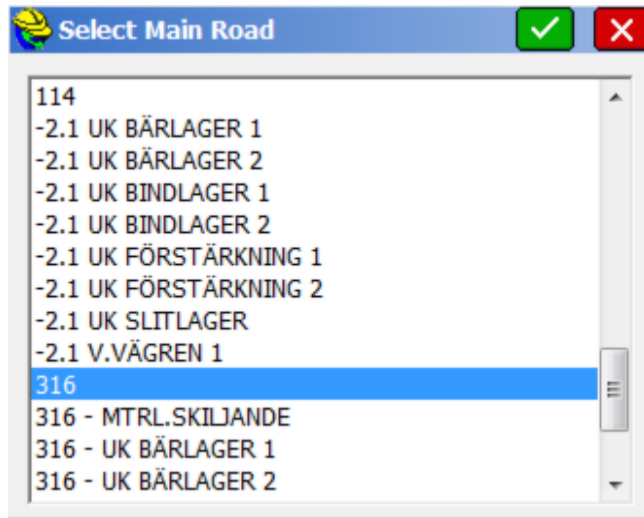 Select Main Road
114
-2.1 UK BÄRLAGER 1
-2.1 UK BÄRLAGER 2
-2.1 UK BINDLAGER 1
-2.1 UK BINDLAGER 2
-2.1 UK FÖRSTÄRKNING 1
-2.1 UK FÖRSTÄRKNING 2
-2.1 UK SLITLAGER
-2.1 V.VÄGREN 1
316
316 - MTRL.SKILJANDE
316 - UK BÄRLAGER 1
316 - UK BÄRLAGER 2